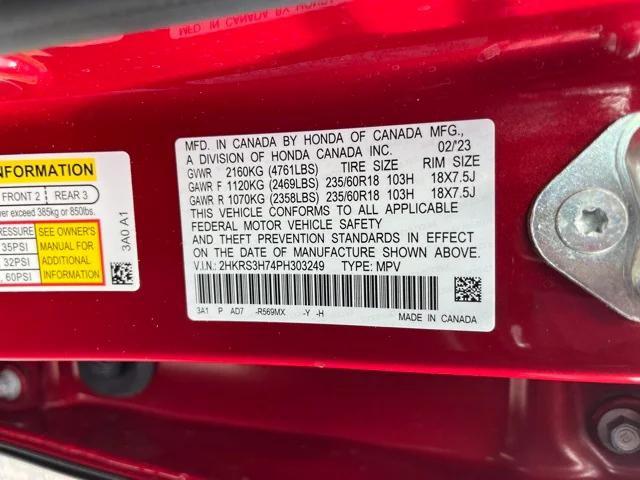 MFD. IN CANADA BY HONDA OF CANADA MFG.,
A DIVISION OF HONDA CANADA INC. 02/'23
GVWR 2160KG (4761LBS) TIRE SIZE RIM SIZE
GAWR F 1120KG (2469LBS) 235/60R18 103H 18X7.5J
GAWR R 1070KG (2358LBS) 235/60R18 103H 18X7.5J
THIS VEHICLE CONFORMS TO ALL APPLICABLE
FEDERAL MOTOR VEHICLE SAFETY
AND THEFT PREVENTION STANDARDS IN EFFECT
ON THE DATE OF MANUFACTURE SHOWN ABOVE.
V.I.N: 2HKRS3H74PH303249 TYPE: MPV
3A1 P AD7 -R569MX -Y -H
MADE IN CANADA
NFORMATION
FRONT 2 REAR 3
ver exceed 385kg or 850lbs.
RESSURE
35PSI
32PSI
, 60PSI
SEE OWNER'S
MANUAL FOR
ADDITIONAL
INFORMATION
3A0 A1